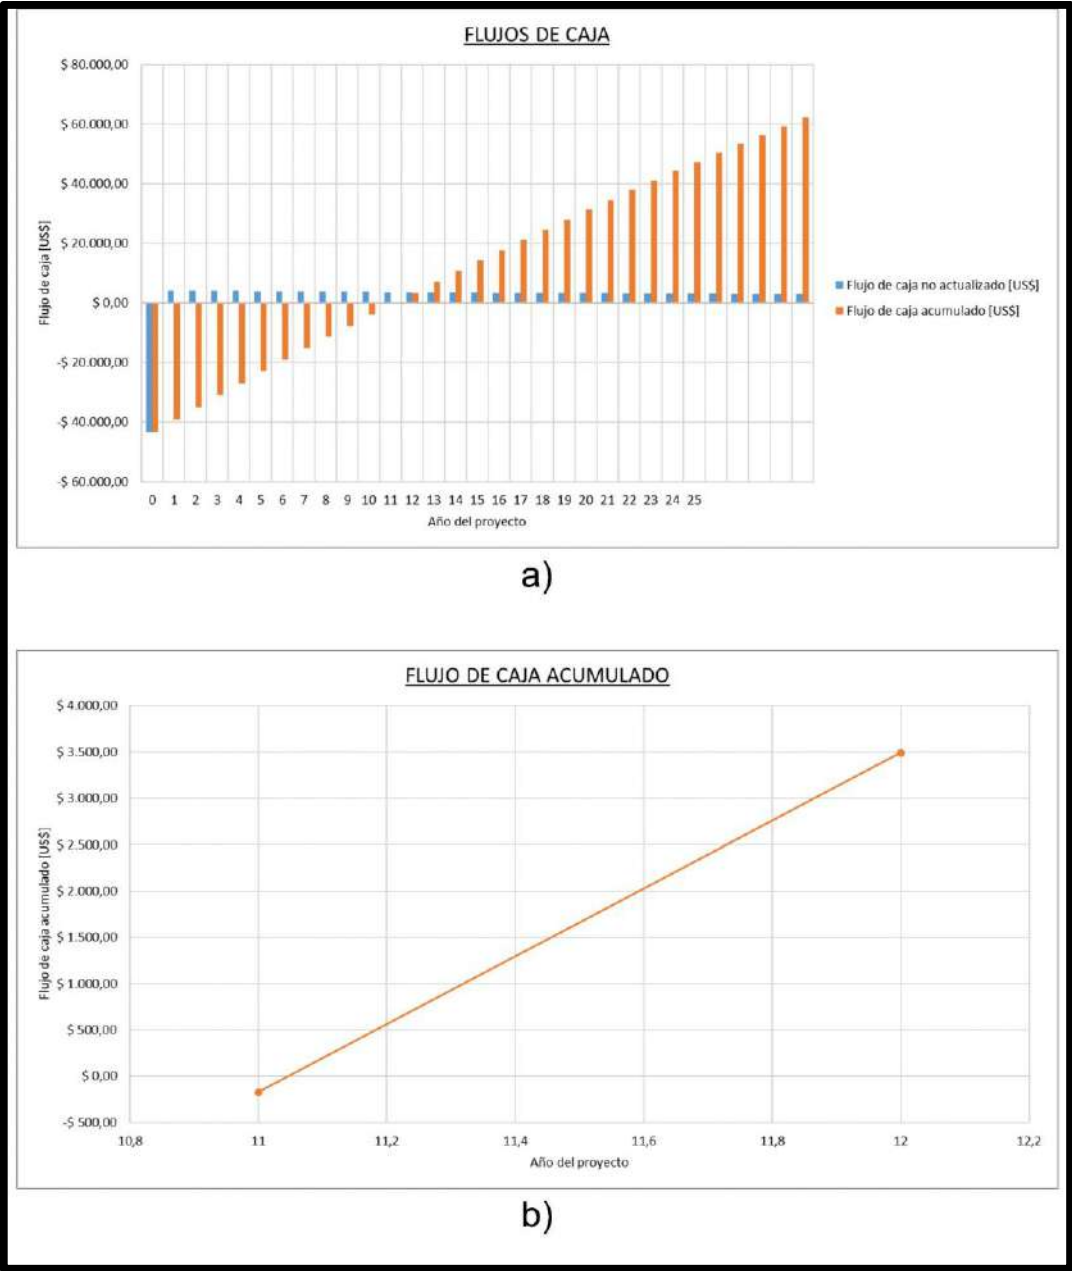 FLUJOS DE CAJA
$ 80.000,00
$ 60.000,00
$ 40.000,00
$ 20.000,00
$ 0,00
-$ 20.000,00
-$ 40.000,00
-$ 60.000,00
Flujo de caja [US$]
0 1 2 3 4 5 6 7 8 9 10 11 12 13 14 15 16 17 18 19 20 21 22 23 24 25
Año del proyecto
Flujo de caja no actualizado [US$]
Flujo de caja acumulado [US$]
a)
FLUJO DE CAJA ACUMULADO
$ 4.000,00
$ 3.500,00
$ 3.000,00
$ 2.500,00
$ 2.000,00
$ 1.500,00
$ 1.000,00
$ 500,00
$ 0,00
-$ 500,00
Flujo de caja acumulado [US$]
10,8 11 11,2 11,4 11,6 11,8 12 12,2
Año del proyecto
b)